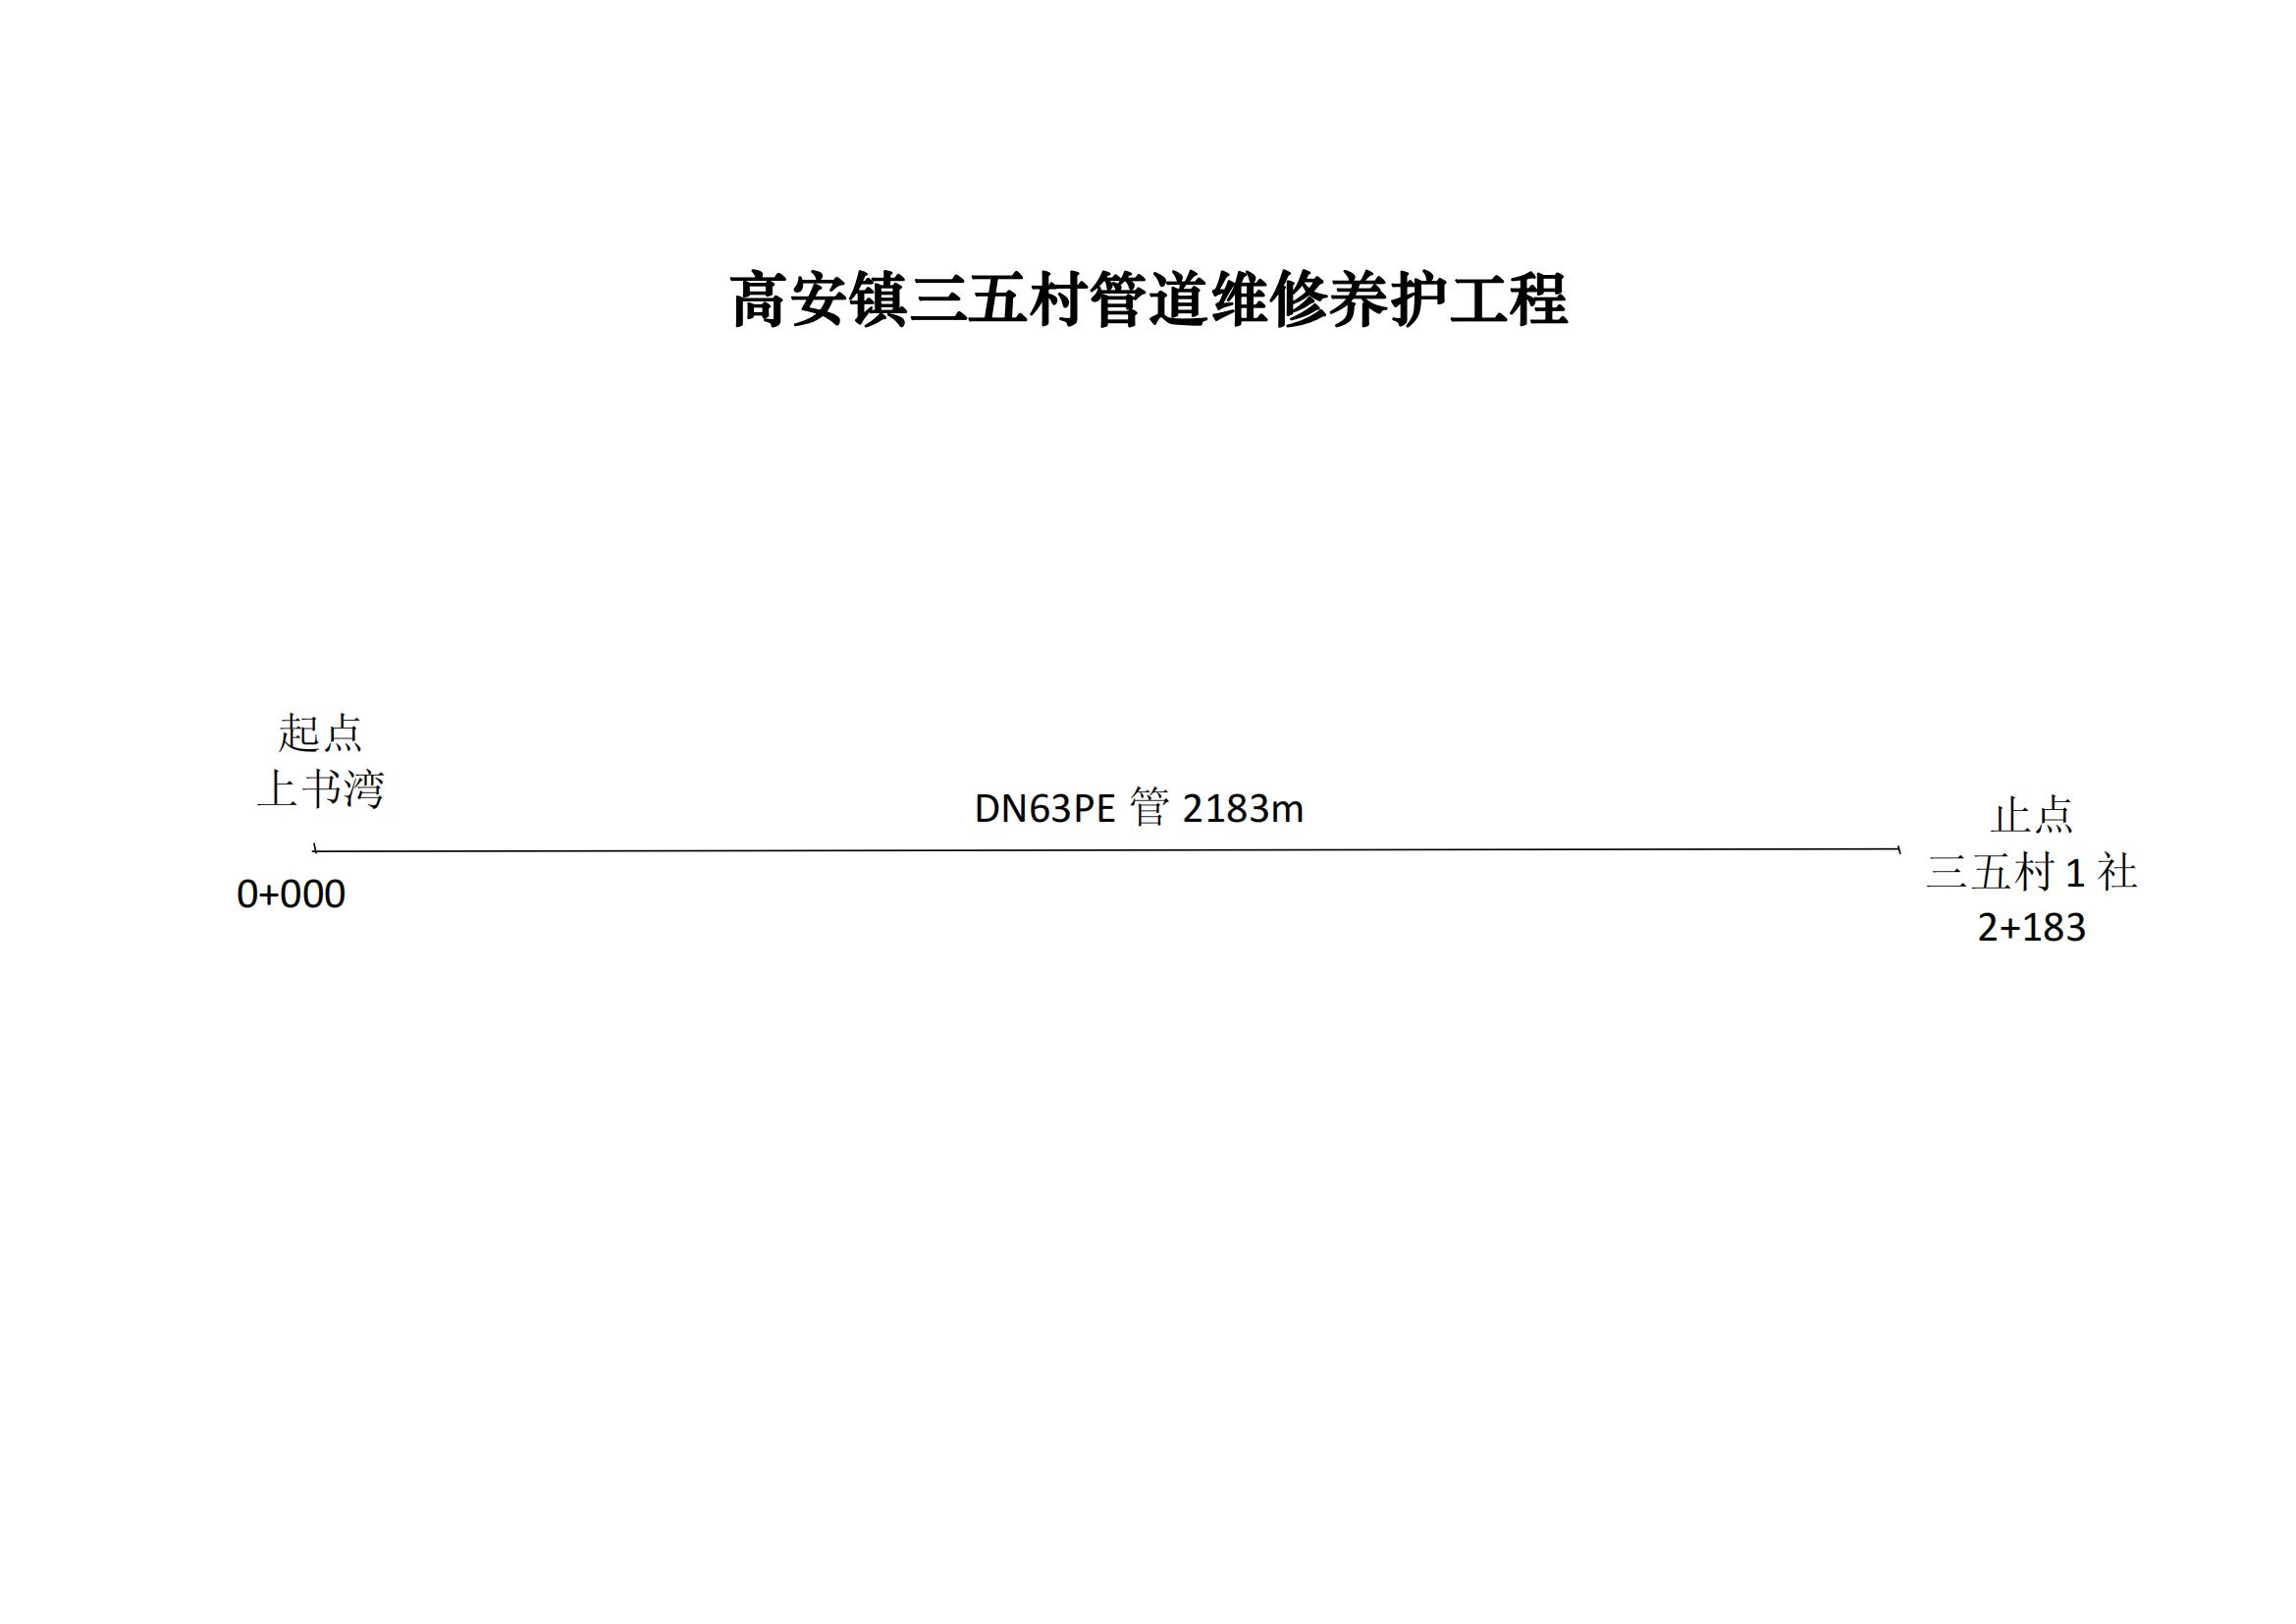 高安镇三五村管道维修养护工程
起点
上书湾
0+000
DN63PE 管 2183m
止点
三五村 1 社
2+183